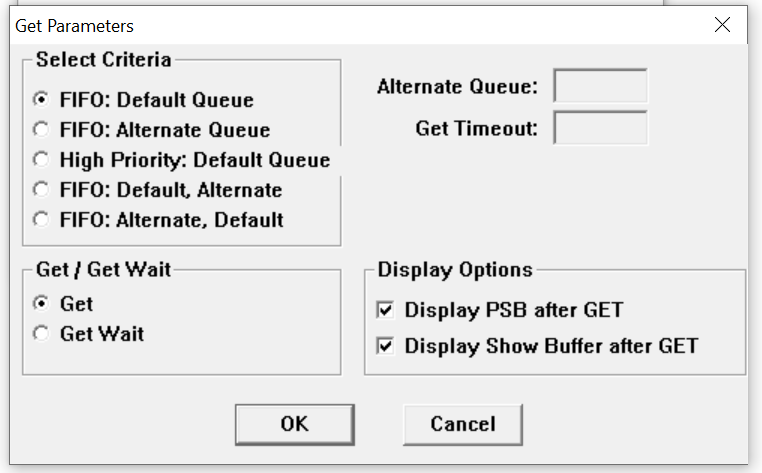 Get Parameters
Select Criteria
FIFO: Default Queue
FIFO: Alternate Queue
High Priority: Default Queue
FIFO: Default, Alternate
FIFO: Alternate, Default
Alternate Queue:
Get Timeout:
Get / Get Wait
Get
Get Wait
Display Options
Display PSB after GET
Display Show Buffer after GET
OK
Cancel